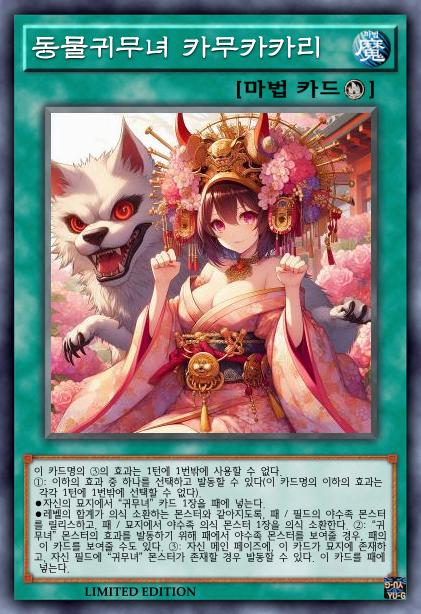 동물귀무녀 카무카카리
마법
魔
[마법 카드 ]
이 카드명의 ③의 효과는 1턴에 1번밖에 사용할 수 없다.
①: 이하의 효과 중 하나를 선택하고 발동할 수 있다(이 카드명의 이하의 효과는
각각 1턴에 1번밖에 선택할 수 없다).
●자신의 묘지에서 “귀무녀” 카드 1장을 패에 넣는다.
●레벨의 합계가 의식 소환하는 몬스터와 같아지도록, 패 / 필드의 몬스터
를 릴리스하고, 패 / 묘지에서 야수족 의식 몬스터 1장을 의식 소환한다. ②: “귀
무녀” 몬스터의 효과를 발동하기 위해 패에서 야수족 몬스터를 보여줄 경우, 패의
이 카드를 보여줄 수도 있다. ③: 자신 메인 페이즈에, 이 카드가 묘지에 존재하
고, 자신 필드에 “귀무녀” 몬스터가 존재할 경우 발동할 수 있다. 이 카드를 패에
넣는다.
LIMITED EDITION